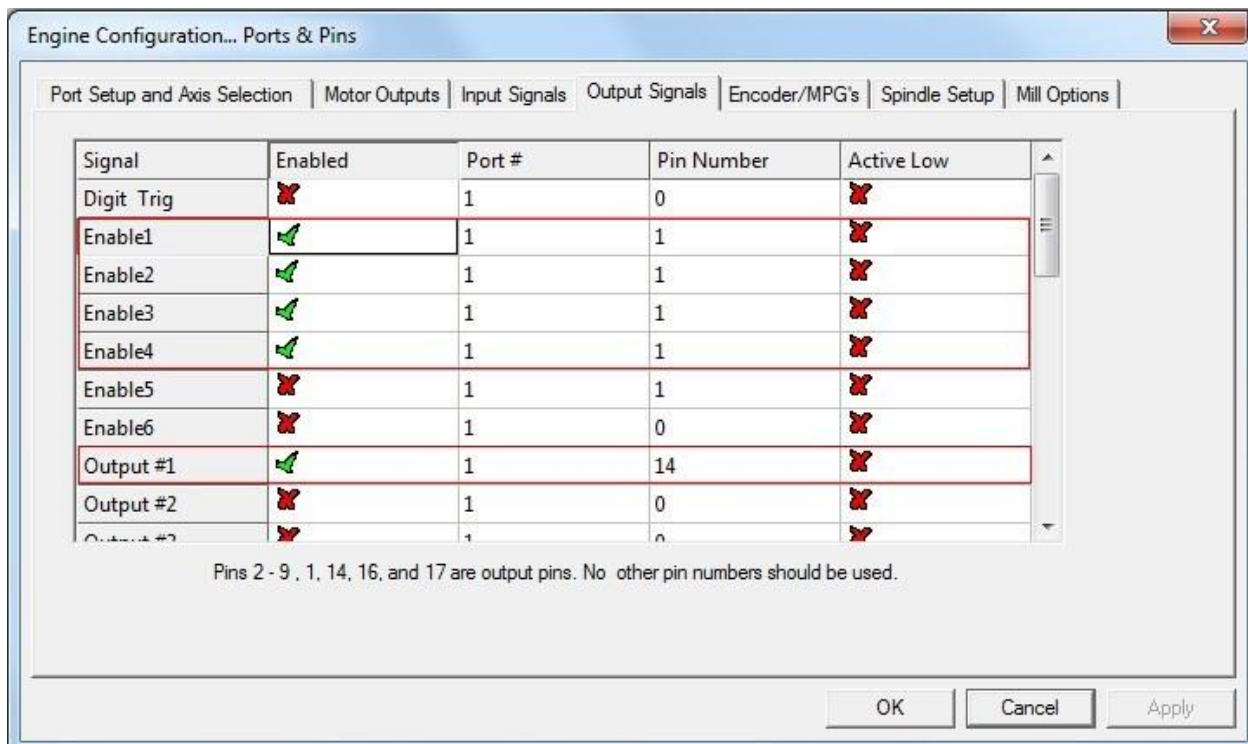 Engine Configuration... Ports & Pins
Port Setup and Axis Selection Motor Outputs Input Signals Output Signals Encoder/MPG's Spindle Setup Mill Options
Signal Enabled Port # Pin Number Active Low
Digit Trig 1 0
Enable1 1 1
Enable2 1 1
Enable3 1 1
Enable4 1 1
Enable5 1 1
Enable6 1 0
Output #1 1 14
Output #2 1 0
Pins 2 - 9 , 1, 14, 16, and 17 are output pins. No other pin numbers should be used.
OK Cancel Apply